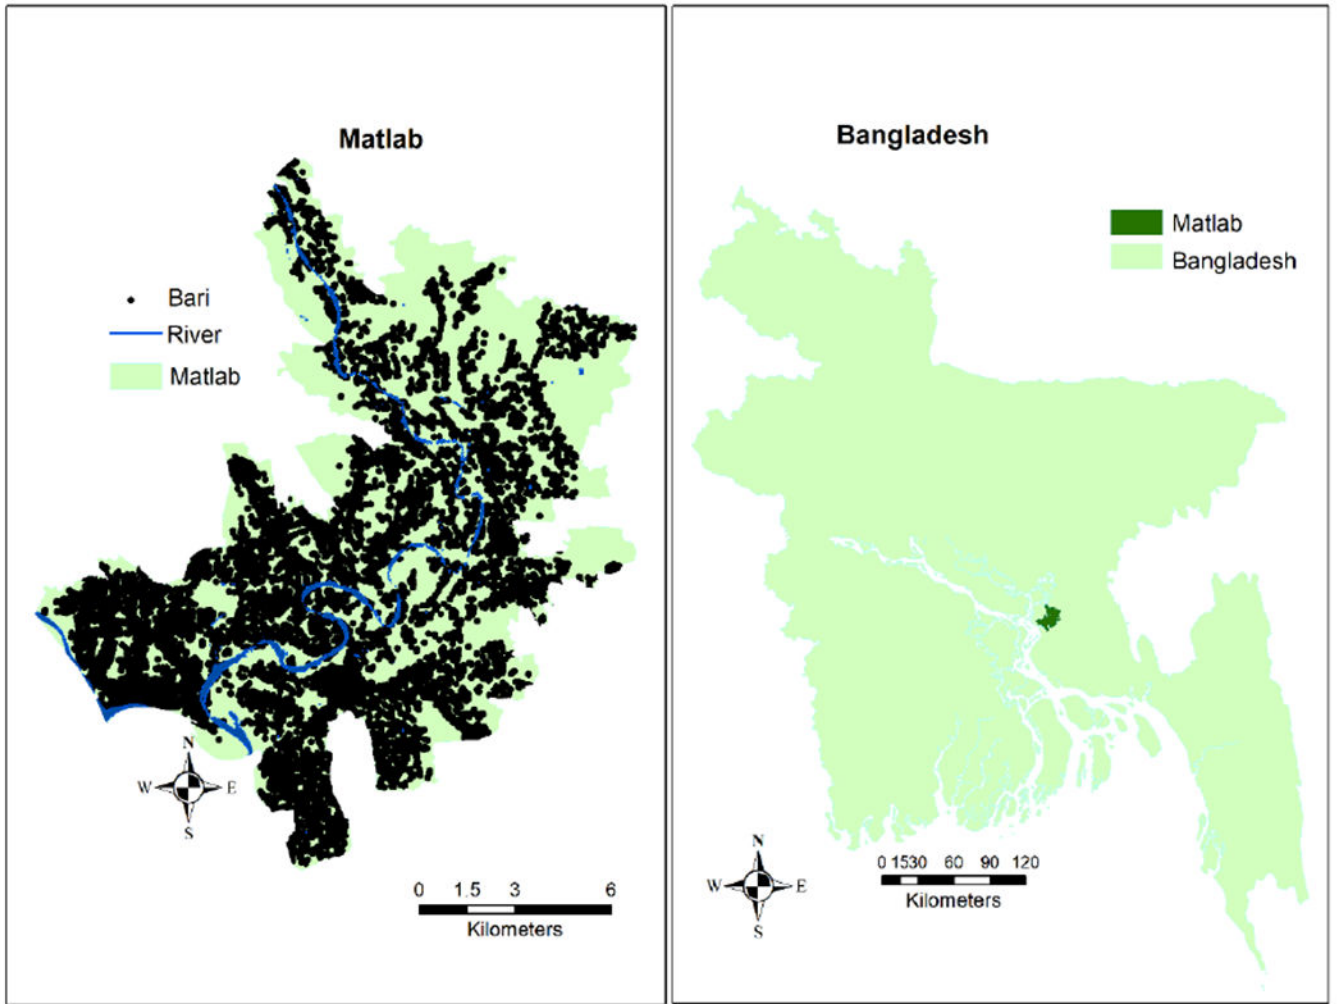 Matlab
Bari
River
Matlab
N
W E
S
0 1.5 3 6
Kilometers
Bangladesh
Matlab
Bangladesh
N
W E
S
0 1530 60 90 120
Kilometers